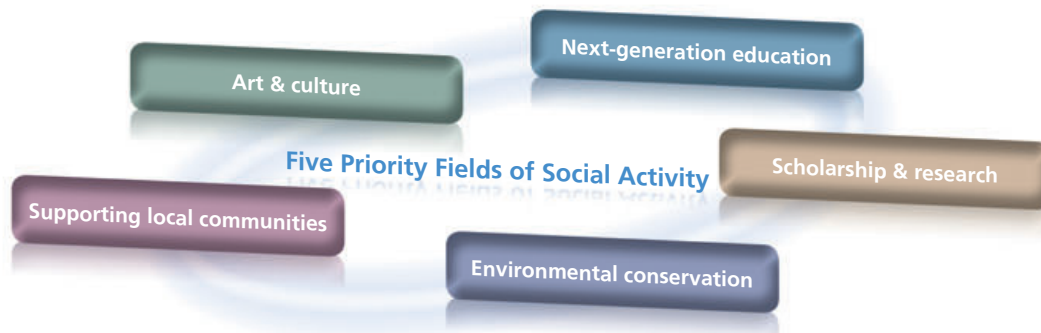 Next-generation education
Art & culture
Five Priority Fields of Social Activity
Scholarship & research
Supporting local communities
Environmental conservation